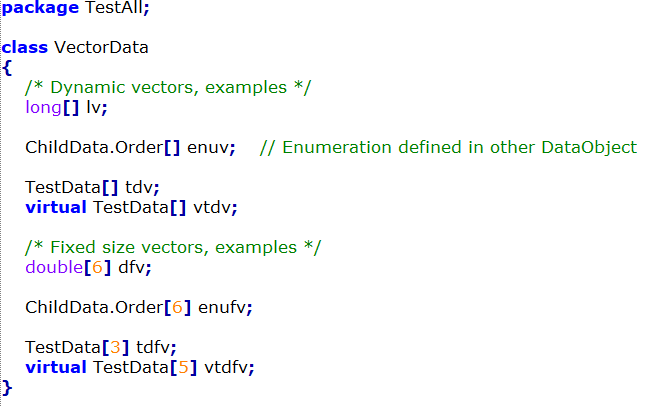 package TestAll;
class VectorData
{
/* Dynamic vectors, examples */
long[] lv;
ChildData.Order[] enuv; // Enumeration defined in other DataObject
TestData[] tdv;
virtual TestData[] vtdv;
/* Fixed size vectors, examples */
double[6] dfv;
ChildData.Order[6] enufv;
TestData[3] tdfv;
virtual TestData[5] vtdfv;
}